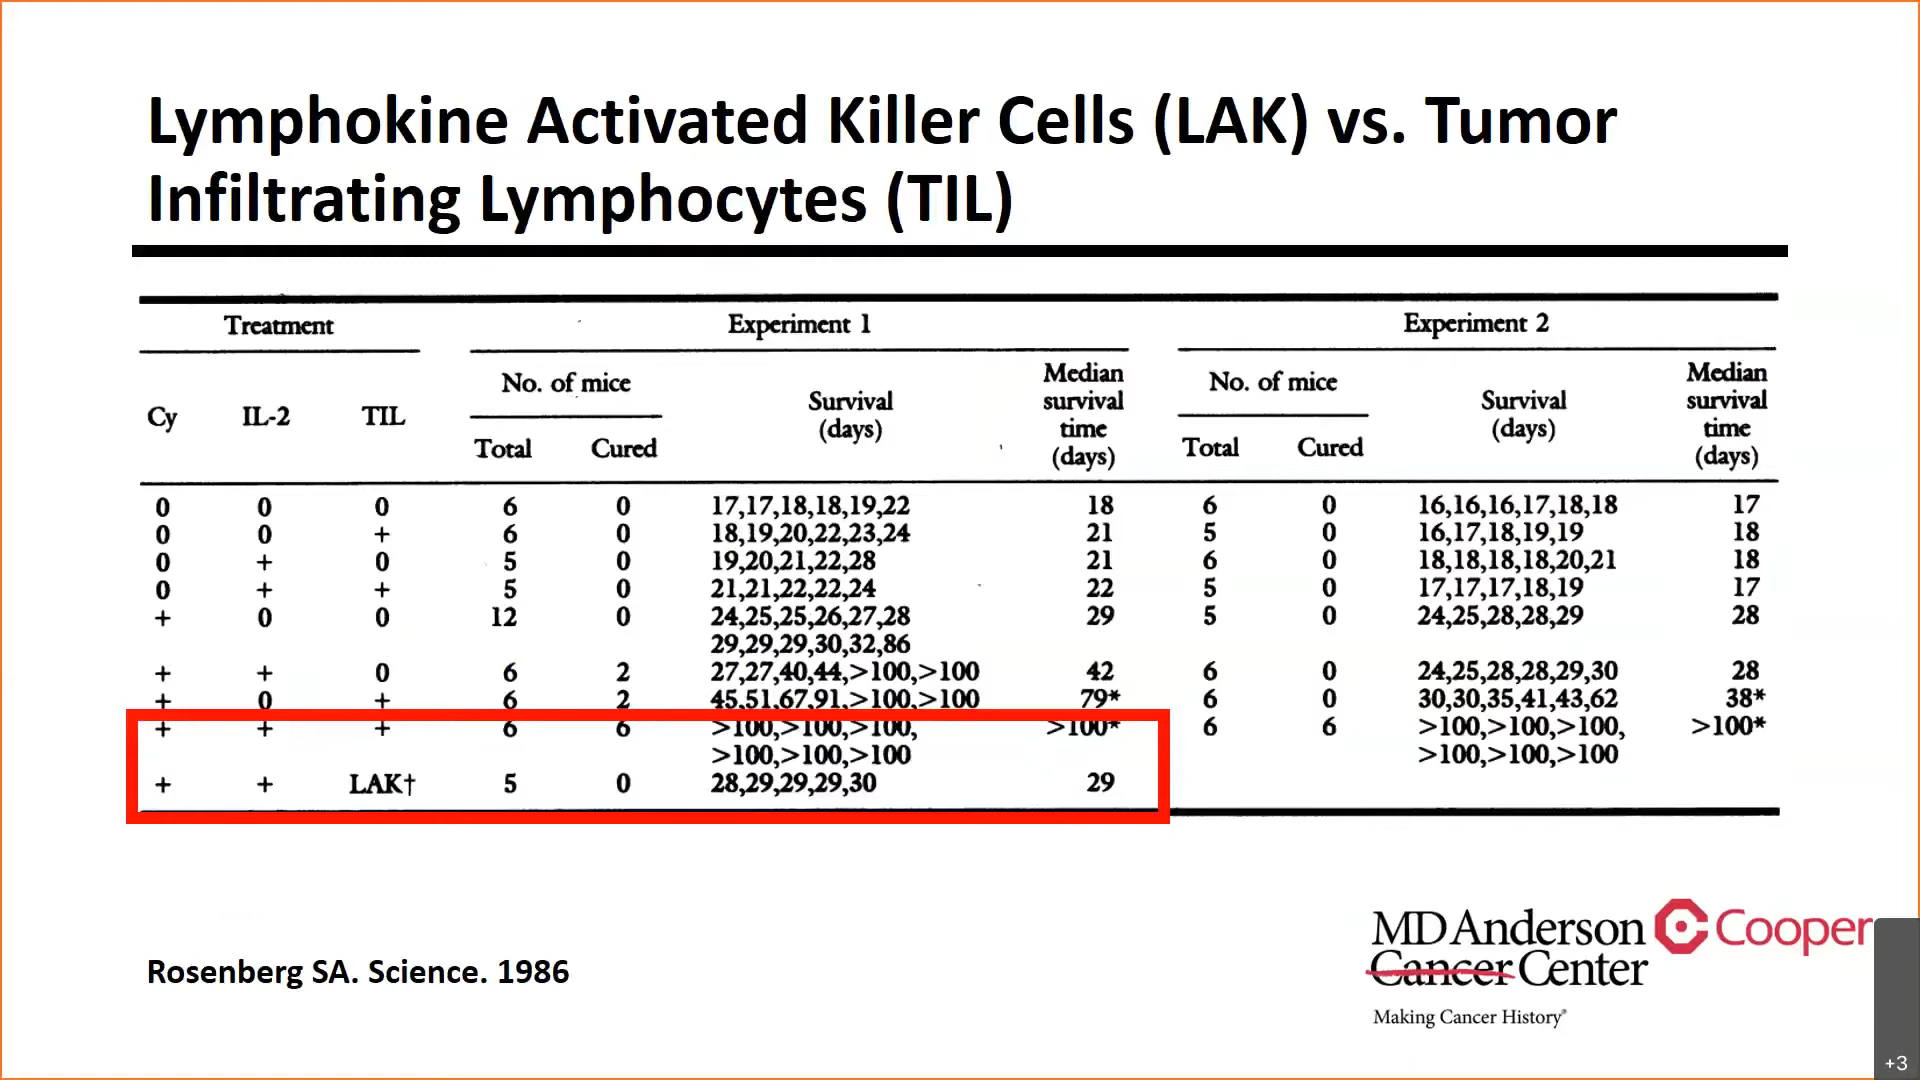 Lymphokine Activated Killer Cells (LAK) vs. Tumor
Infiltrating Lymphocytes (TIL)
Treatment Experiment 1 Experiment 2
Cy IL-2 TIL No. of mice Survival (days) Median survival time (days) No. of mice Survival (days) Median survival time (days)
Total Cured Total Cured
0 0 0 6 0 17,17,18,18,19,22 18 6 0 16,16,16,17,18,18 17
0 0 + 6 0 18,19,20,22,23,24 21 5 0 16,17,18,19,19 18
0 + 0 5 0 19,20,21,22,28 21 6 0 18,18,18,18,20,21 18
0 + + 5 0 21,21,22,22,24 22 5 0 17,17,17,18,19 17
+ 0 0 12 0 24,25,25,26,27,28 29 5 0 24,25,28,28,29 28
29,29,29,30,32,86
+ + 0 6 2 27,27,40,44,>100,>100 42 6 0 24,25,28,28,29,30 28
+ 0 + 6 2 45,51,67,91,>100,>100 79* 6 0 30,30,35,41,43,62 38*
+ + + 6 6 >100,>100,>100, >100* 6 6 >100,>100,>100, >100*
>100,>100,>100 >100,>100,>100
+ + LAK† 5 0 28,29,29,29,30 29
Rosenberg SA. Science. 1986
MD Anderson Cooper
Cancer Center
Making Cancer History®
+3